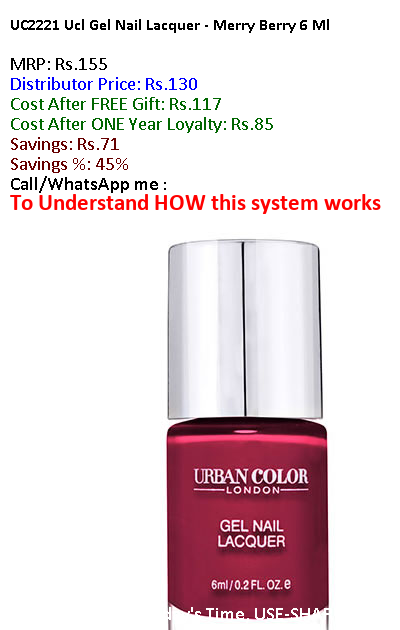 UC2221 Ucl Gel Nail Lacquer - Merry Berry 6 Ml
MRP: Rs.155
Distributor Price: Rs.130
Cost After FREE Gift: Rs.117
Cost After ONE Year Loyalty: Rs.85
Savings: Rs.71
Savings %: 45%
Call/WhatsApp me :
To Understand HOW this system works
URBAN COLOR
LONDON
GEL NAIL
LACQUER
6ml/0.2 FL. OZ.e
Time, USE-SHAR